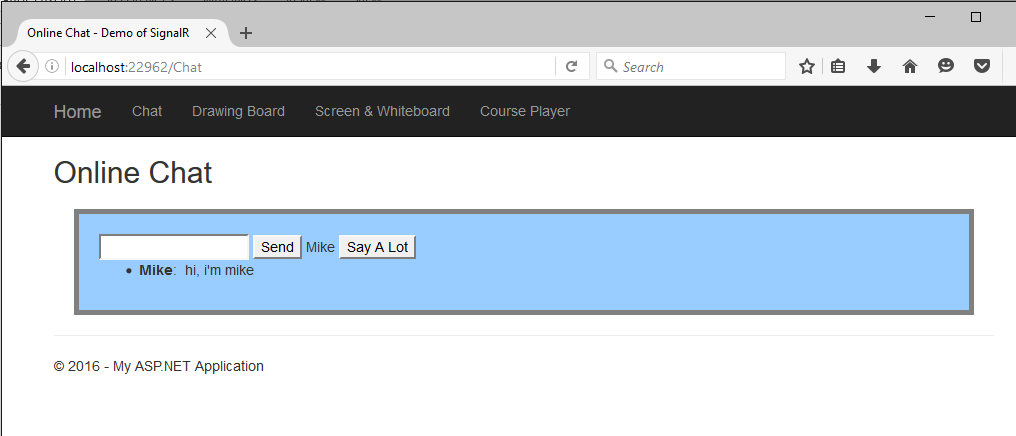 Online Chat - Demo of SignalR
localhost:22962/Chat
Search
Home Chat Drawing Board Screen & Whiteboard Course Player
Online Chat
Send Mike Say A Lot
Mike: hi, i'm mike
© 2016 - My ASP.NET Application